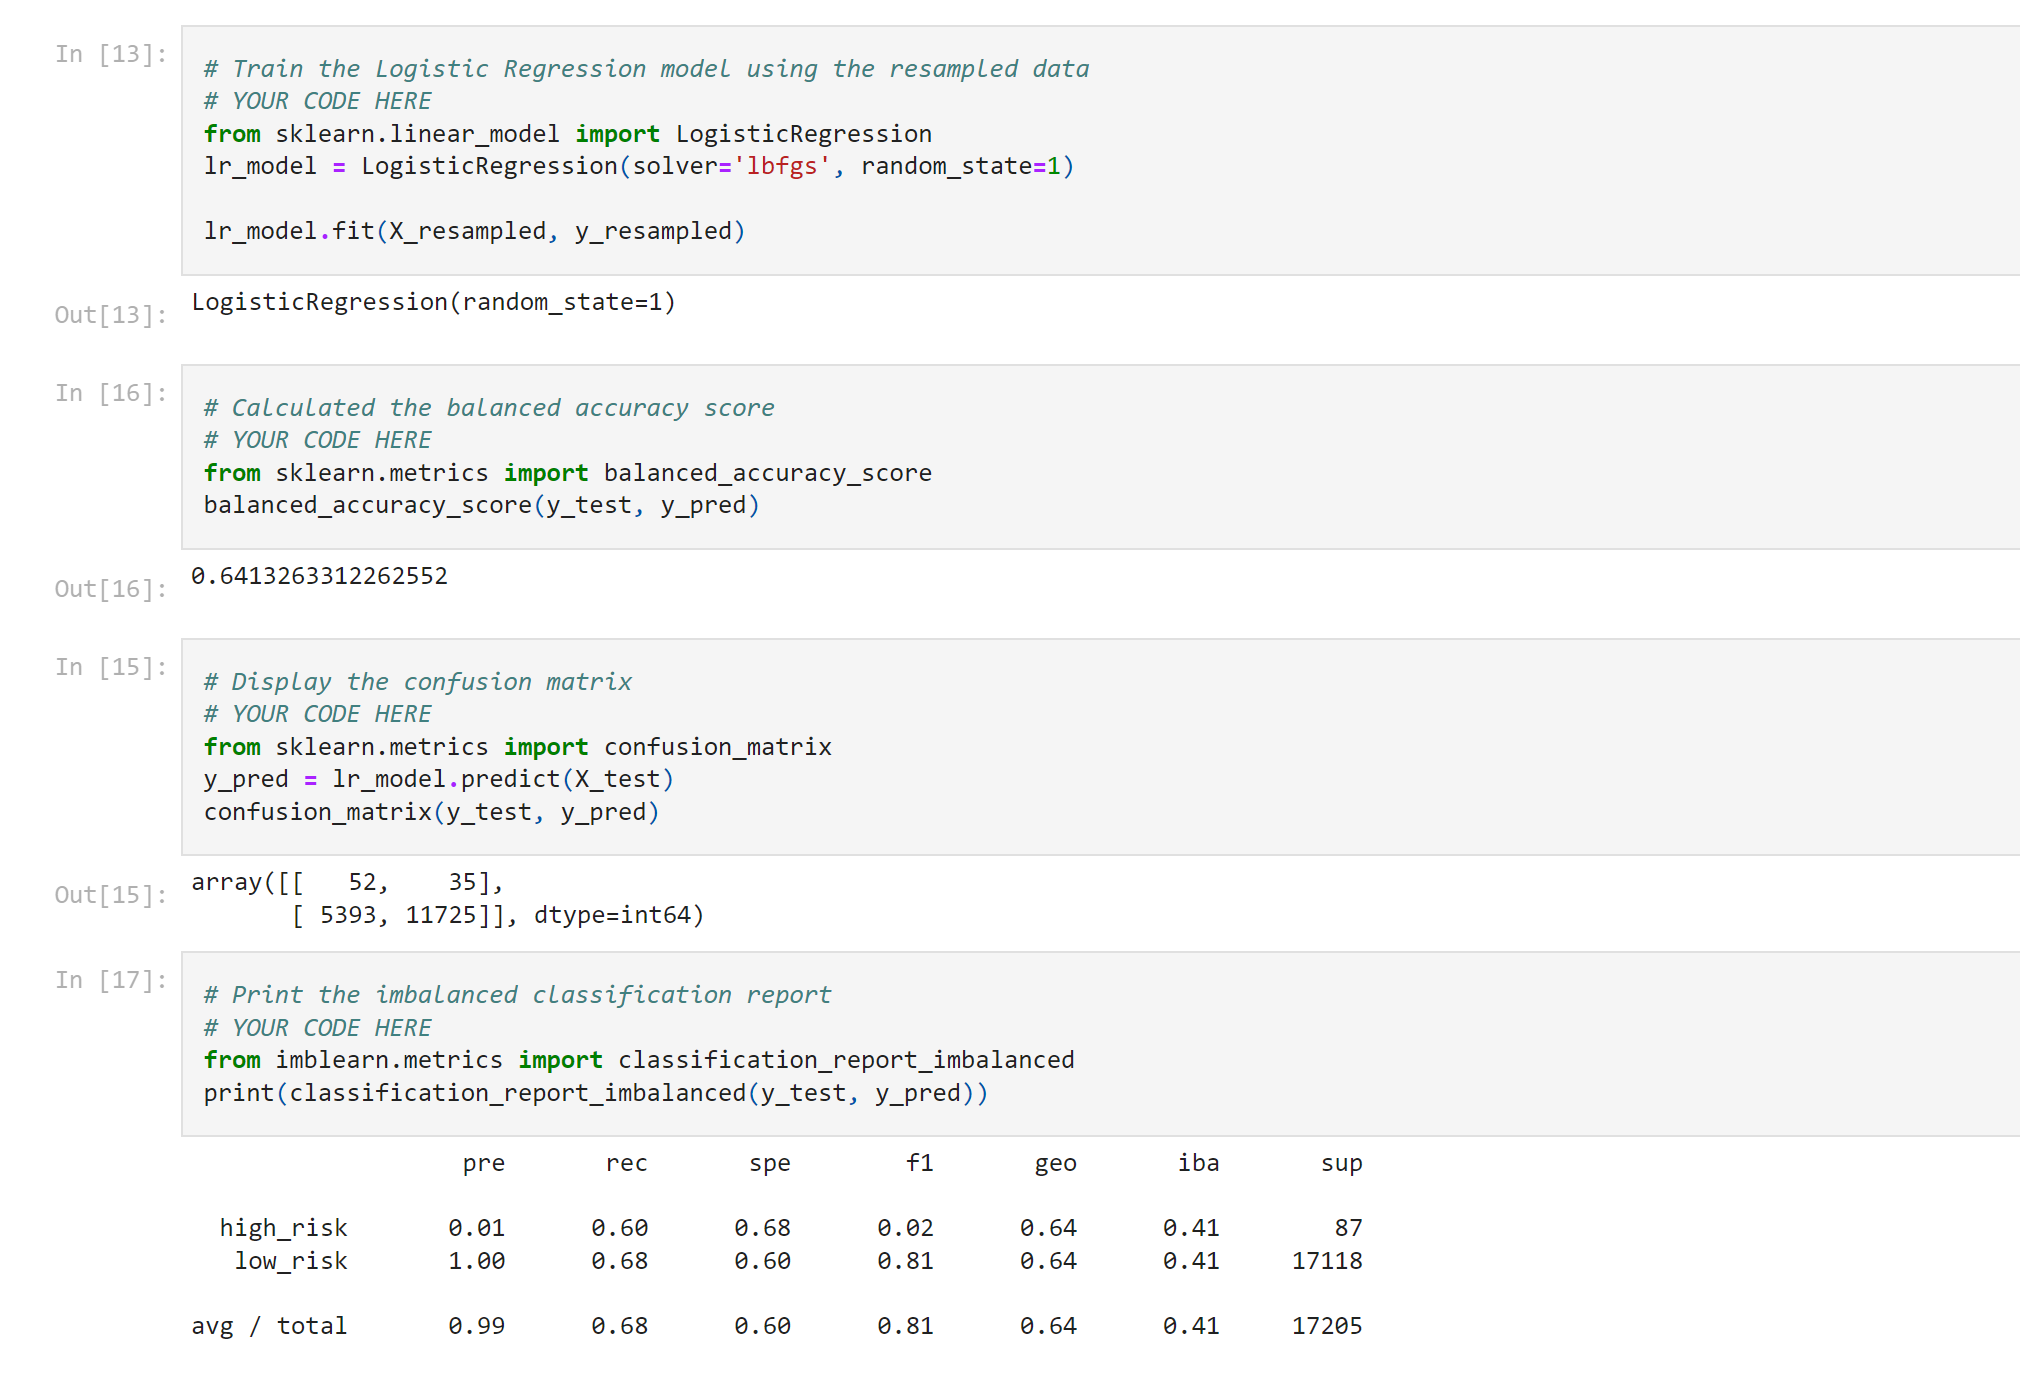 In [13]:
# Train the Logistic Regression model using the resampled data
# YOUR CODE HERE
from sklearn.linear_model import LogisticRegression
lr_model = LogisticRegression(solver='lbfgs', random_state=1)
lr_model.fit(X_resampled, y_resampled)
Out[13]:
LogisticRegression(random_state=1)
In [16]:
# Calculated the balanced accuracy score
# YOUR CODE HERE
from sklearn.metrics import balanced_accuracy_score
balanced_accuracy_score(y_test, y_pred)
Out[16]:
0.6413263312262552
In [15]:
# Display the confusion matrix
# YOUR CODE HERE
from sklearn.metrics import confusion_matrix
y_pred = lr_model.predict(X_test)
confusion_matrix(y_test, y_pred)
Out[15]:
array([[   52,    35],
       [ 5393, 11725]], dtype=int64)
In [17]:
# Print the imbalanced classification report
# YOUR CODE HERE
from imblearn.metrics import classification_report_imbalanced
print(classification_report_imbalanced(y_test, y_pred))
                   pre       rec       spe        f1       geo       iba       sup
  high_risk       0.01      0.60      0.68      0.02      0.64      0.41        87
   low_risk       1.00      0.68      0.60      0.81      0.64      0.41     17118
avg / total       0.99      0.68      0.60      0.81      0.64      0.41     17205